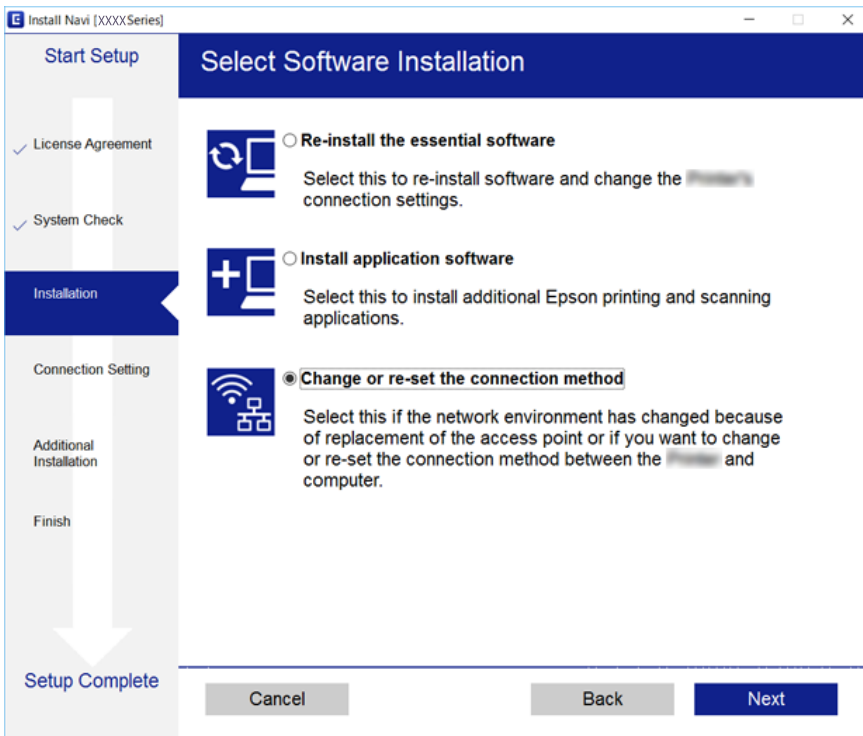 Install Navi [XXXX Series]
Start Setup
License Agreement
System Check
Installation
Connection Setting
Additional
Installation
Finish
Setup Complete
Select Software Installation
Re-install the essential software
Select this to re-install software and change the
connection settings.
Install application software
Select this to install additional Epson printing and scanning
applications.
Change or re-set the connection method
Select this if the network environment has changed because
of replacement of the access point or if you want to change
or re-set the connection method between the and
computer.
Cancel
Back
Next